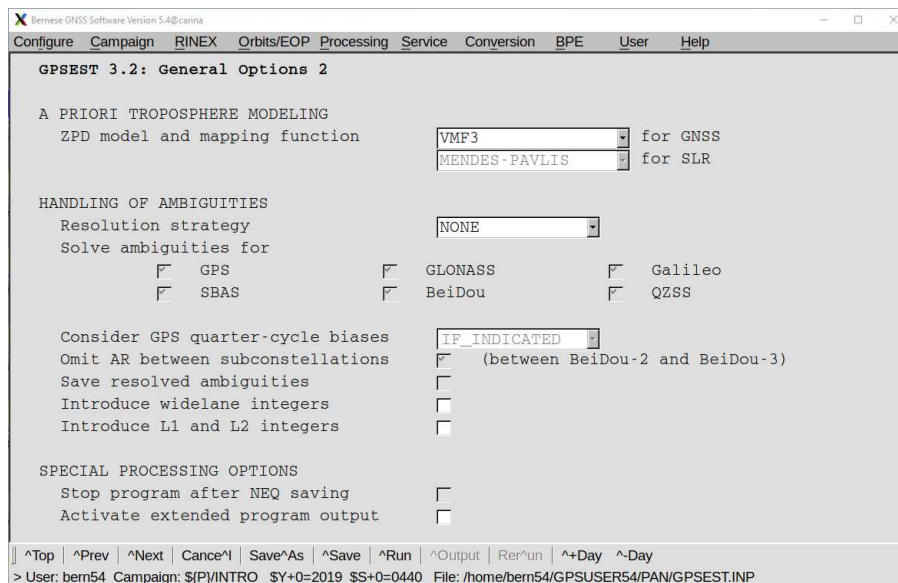 Bernese GNSS Software Version 5.4@carina
Configure Campaign RINEX Orbits/EOP Processing Service Conversion BPE User Help
GPSEST 3.2: General Options 2
A PRIORI TROPOSPHERE MODELING
ZPD model and mapping function VMF3 for GNSS
MENDES-PAVLIS for SLR
HANDLING OF AMBIGUITIES
Resolution strategy NONE
Solve ambiguities for
GPS GLONASS Galileo
SBAS BeiDou QZSS
Consider GPS quarter-cycle biases IF_INDICATED
Omit AR between subconstellations (between BeiDou-2 and BeiDou-3)
Save resolved ambiguities
Introduce widelane integers
Introduce L1 and L2 integers
SPECIAL PROCESSING OPTIONS
Stop program after NEQ saving
Activate extended program output
^Top ^Prev ^Next Cance^l Save^As ^Save ^Run ^Output Rer^un ^+Day ^-Day
> User: bern54 Campaign: ${P}/INTRO $Y+0=2019 $S+0=0440 File: /home/bern54/GPSUSER54/PAN/GPSEST.INP